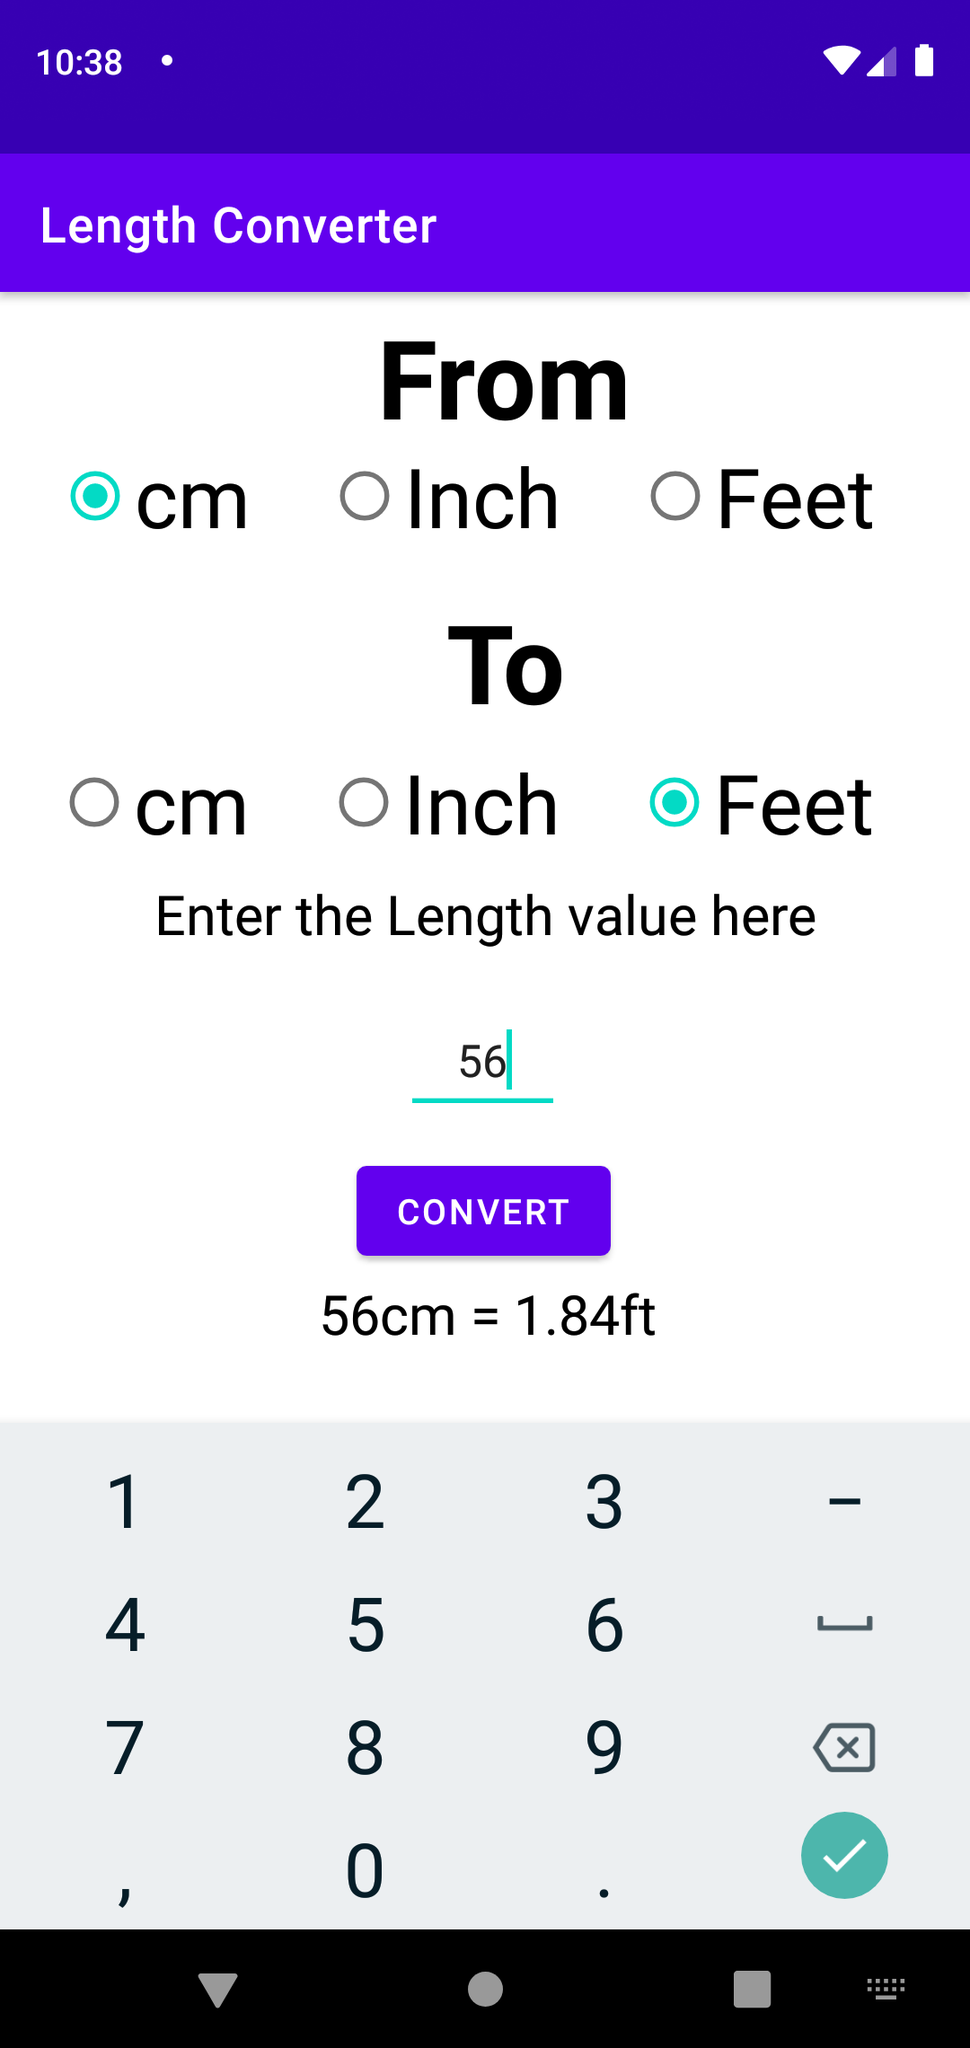 10:38
Length Converter
From
cm Inch Feet
To
cm Inch Feet
Enter the Length value here
56
CONVERT
56cm = 1.84ft
1 2 3 –
4 5 6
7 8 9
, 0 .